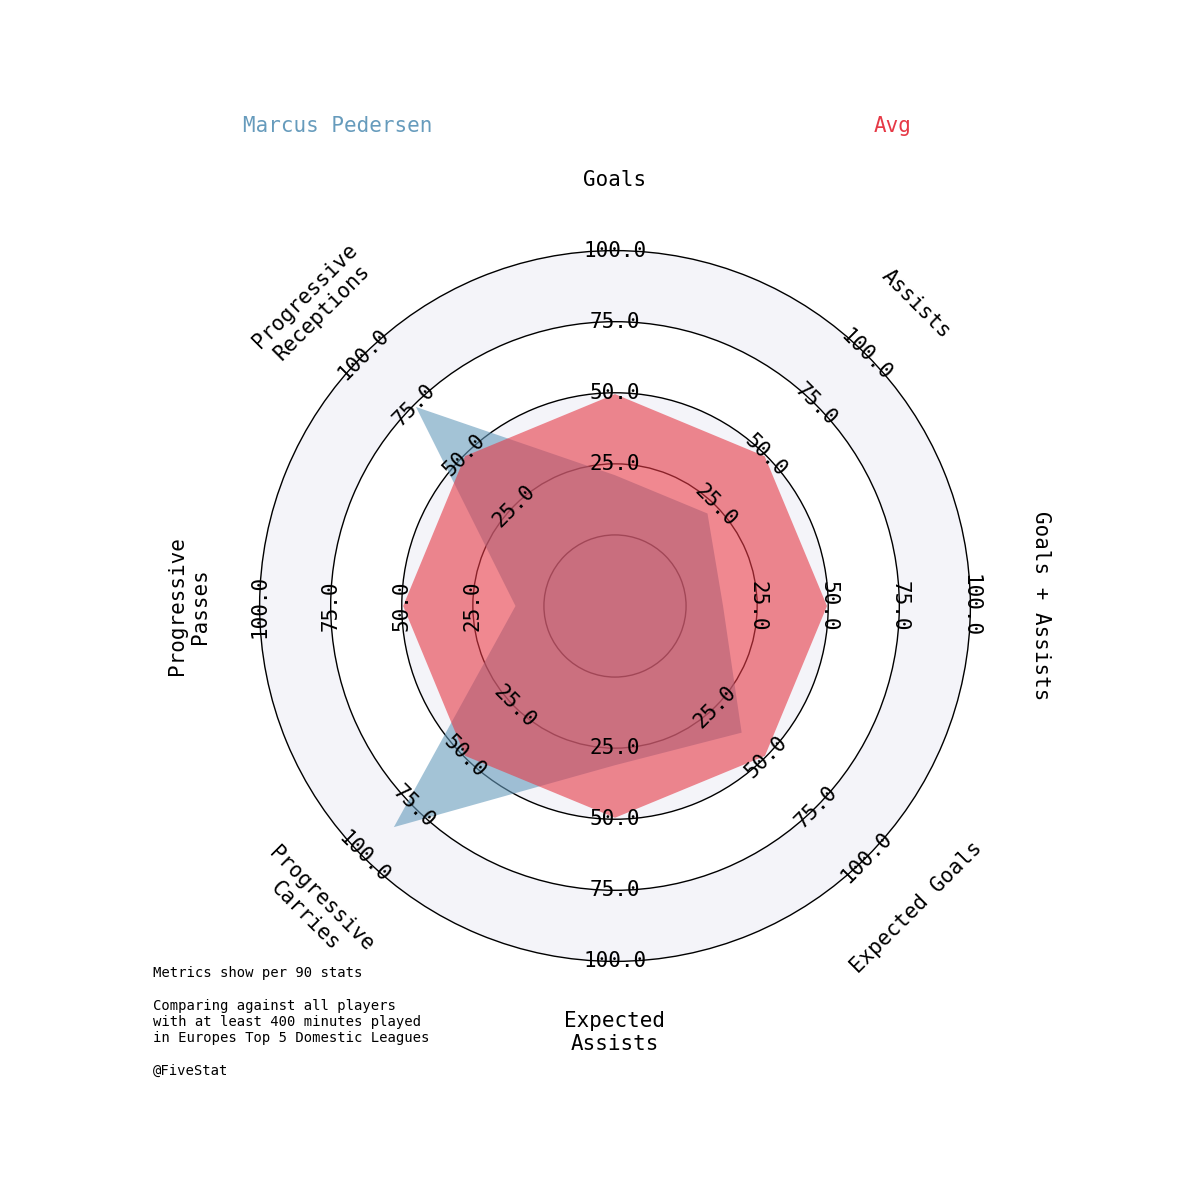 Marcus Pedersen
Avg
Goals
Progressive
Receptions
Assists
100.0
100.0
100.0
75.0
75.0
75.0
50.0
50.0
50.0
25.0
25.0
25.0
Progressive
Passes
100.0
75.0
50.0
25.0
25.0
50.0
75.0
100.0
Goals + Assists
25.0
25.0
25.0
50.0
50.0
50.0
75.0
75.0
75.0
100.0
100.0
100.0
Progressive
Carries
Expected Goals
Expected
Assists
Metrics show per 90 stats
Comparing against all players
with at least 400 minutes played
in Europes Top 5 Domestic Leagues
@FiveStat